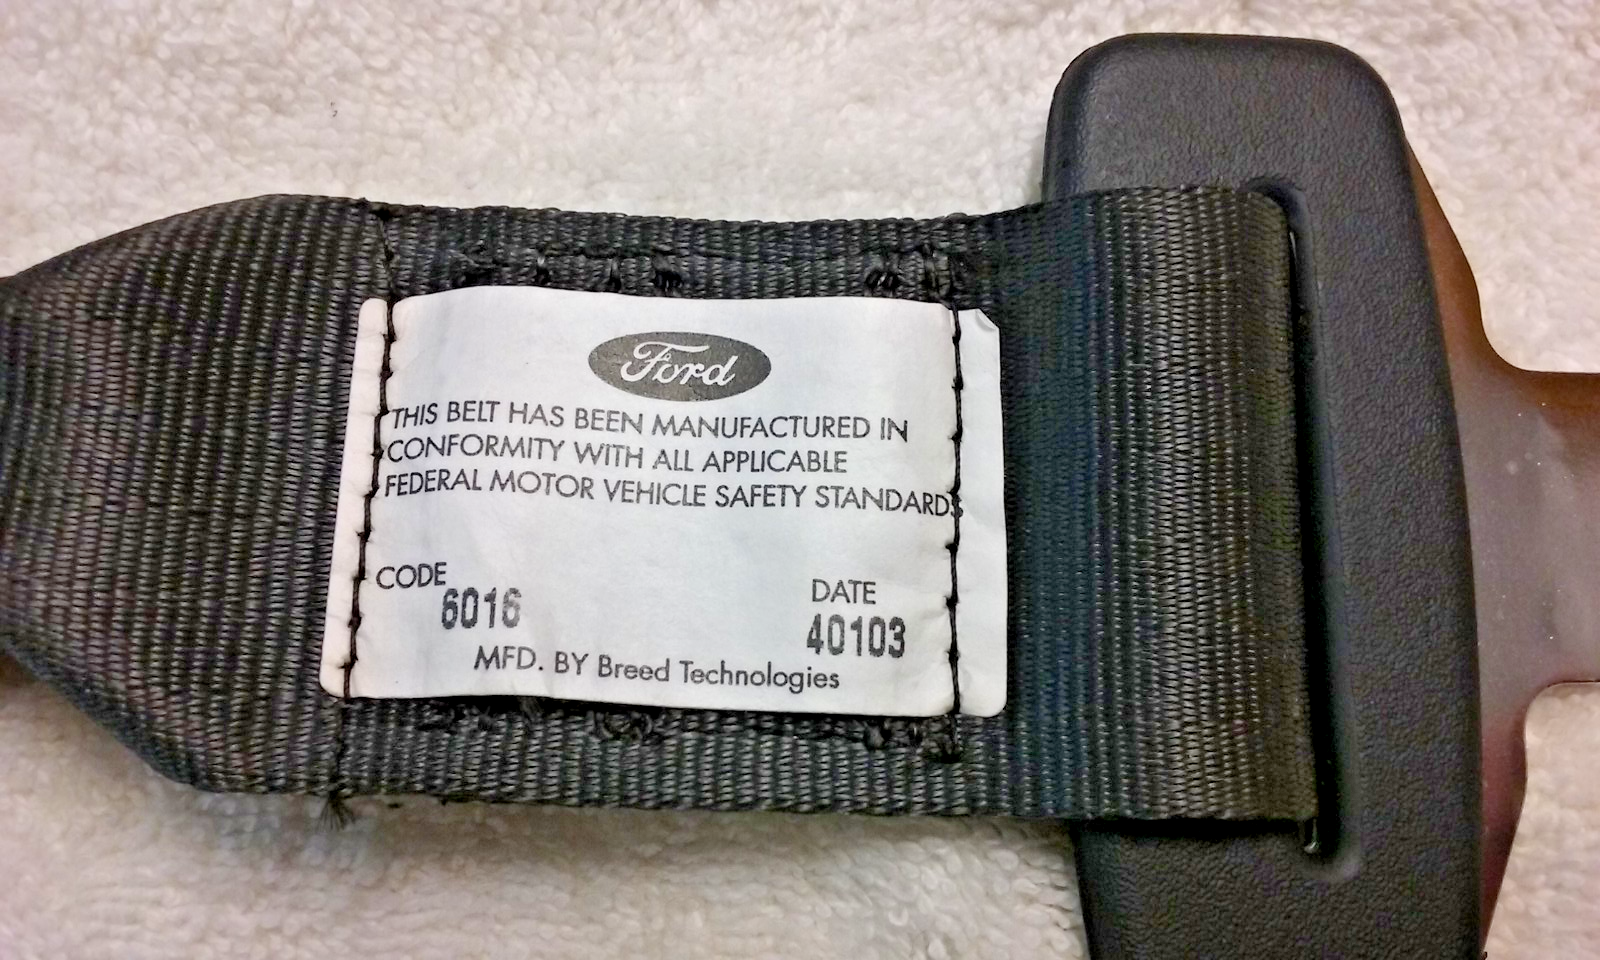 Ford
THIS BELT HAS BEEN MANUFACTURED IN
CONFORMITY WITH ALL APPLICABLE
FEDERAL MOTOR VEHICLE SAFETY STANDARDS
CODE DATE
6016 40103
MFD. BY Breed Technologies